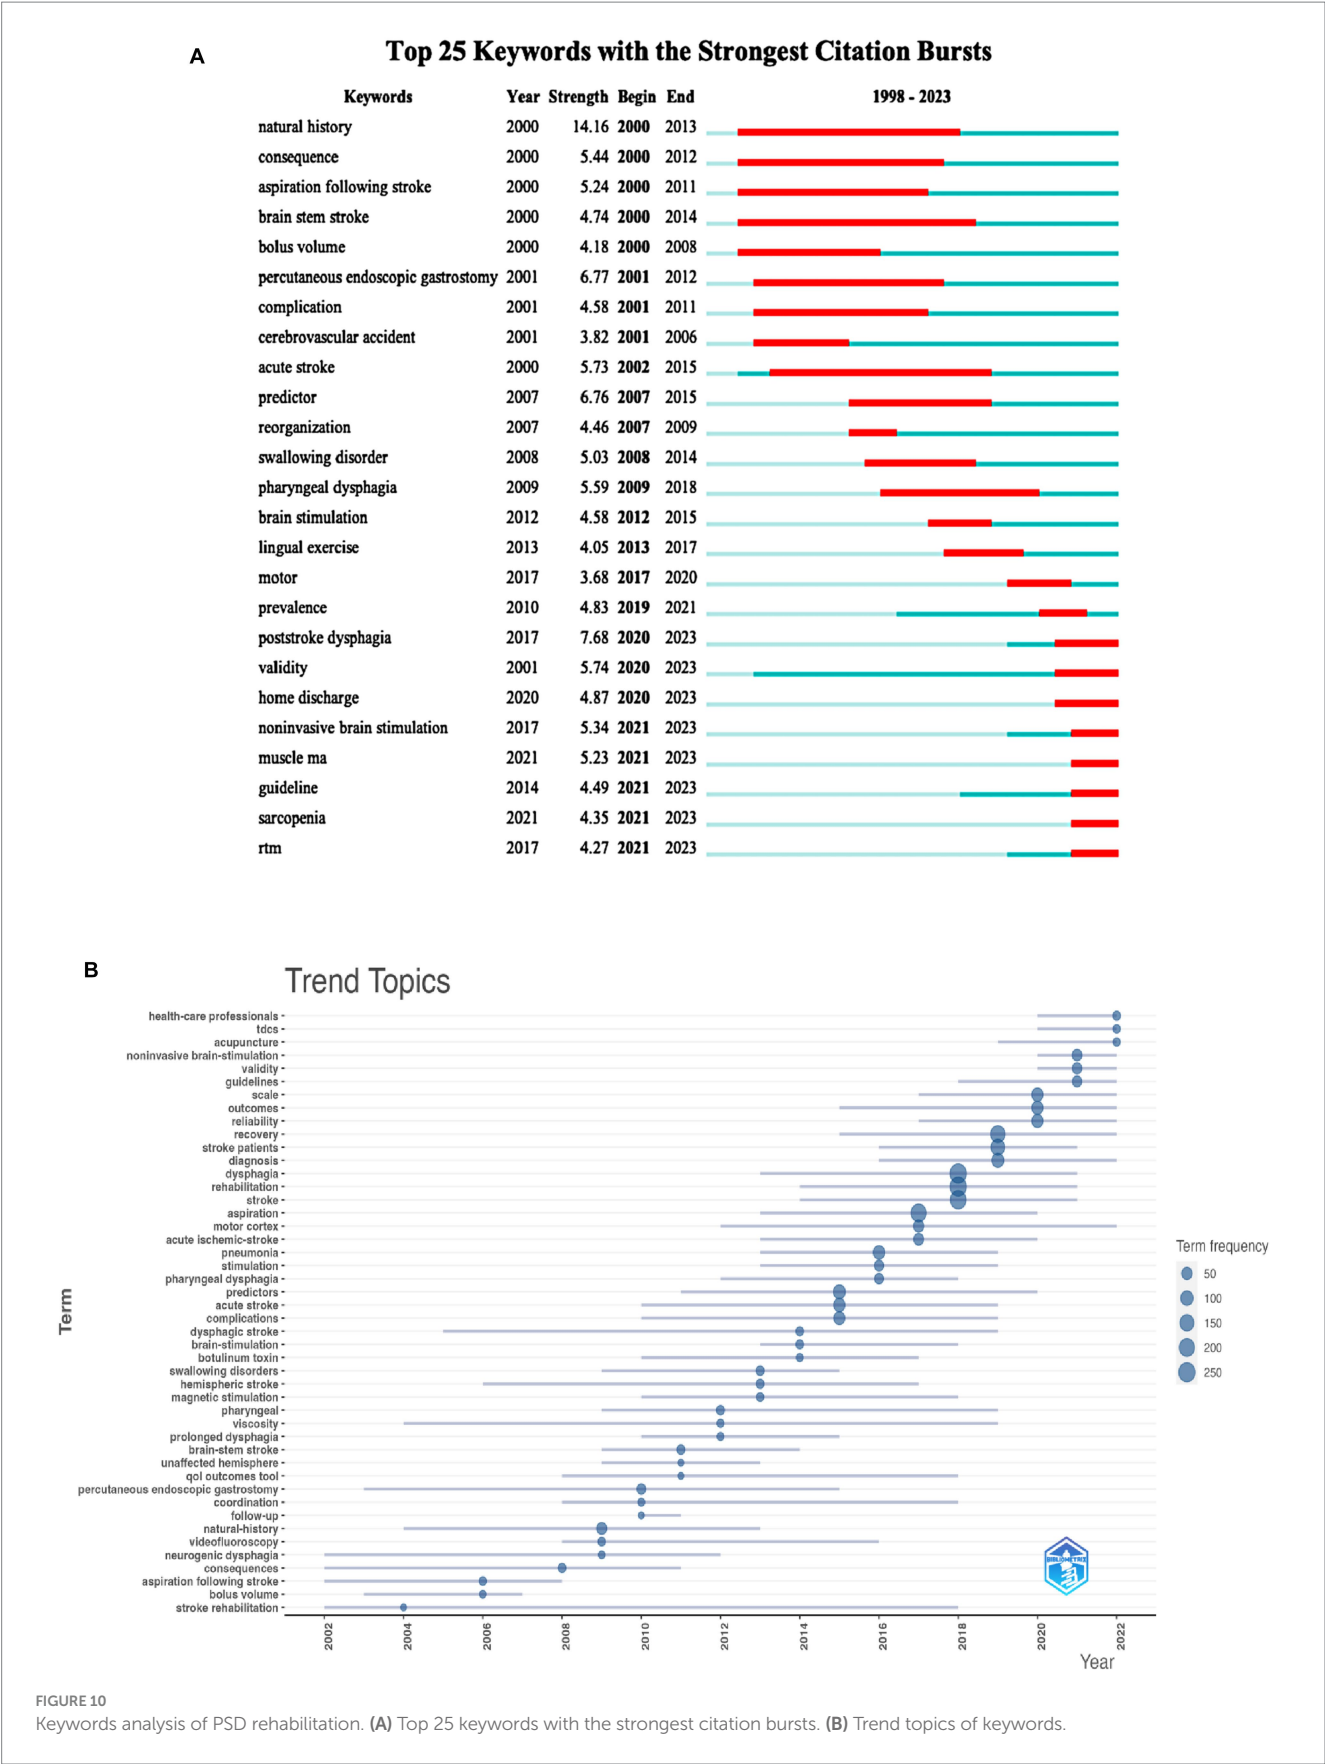 A
Top 25 Keywords with the Strongest Citation Bursts
Keywords Year Strength Begin End 1998 - 2023
natural history 2000 14.16 2000 2013
consequence 2000 5.44 2000 2012
aspiration following stroke 2000 5.24 2000 2011
brain stem stroke 2000 4.74 2000 2014
bolus volume 2000 4.18 2000 2008
percutaneous endoscopic gastrostomy 2001 6.77 2001 2012
complication 2001 4.58 2001 2011
cerebrovascular accident 2001 3.82 2001 2006
acute stroke 2000 5.73 2002 2015
predictor 2007 6.76 2007 2015
reorganization 2007 4.46 2007 2009
swallowing disorder 2008 5.03 2008 2014
pharyngeal dysphagia 2009 5.59 2009 2018
brain stimulation 2012 4.58 2012 2015
lingual exercise 2013 4.05 2013 2017
motor 2017 3.68 2017 2020
prevalence 2010 4.83 2019 2021
poststroke dysphagia 2017 7.68 2020 2023
validity 2001 5.74 2020 2023
home discharge 2020 4.87 2020 2023
noninvasive brain stimulation 2017 5.34 2021 2023
muscle ma 2021 5.23 2021 2023
guideline 2014 4.49 2021 2023
sarcopenia 2021 4.35 2021 2023
rtm 2017 4.27 2021 2023
B
Trend Topics
health-care professionals
tdcs
acupuncture
noninvasive brain-stimulation
validity
guidelines
scale
outcomes
reliability
recovery
stroke patients
diagnosis
dysphagia
rehabilitation
stroke
aspiration
motor cortex
acute ischemic-stroke
pneumonia
stimulation
pharyngeal dysphagia
predictors
acute stroke
complications
dysphagic stroke
brain-stimulation
botulinum toxin
swallowing disorders
hemispheric stroke
magnetic stimulation
pharyngeal
viscosity
prolonged dysphagia
brain-stem stroke
unaffected hemisphere
qol outcomes tool
percutaneous endoscopic gastrostomy
coordination
follow-up
natural-history
videofluoroscopy
neurogenic dysphagia
consequences
aspiration following stroke
bolus volume
stroke rehabilitation
Term
Term frequency
50
100
150
200
250
BIBLIOMETRIX
2002 2004 2006 2008 2010 2012 2014 2016 2018 2020 2022
Year
FIGURE 10
Keywords analysis of PSD rehabilitation. (A) Top 25 keywords with the strongest citation bursts. (B) Trend topics of keywords.